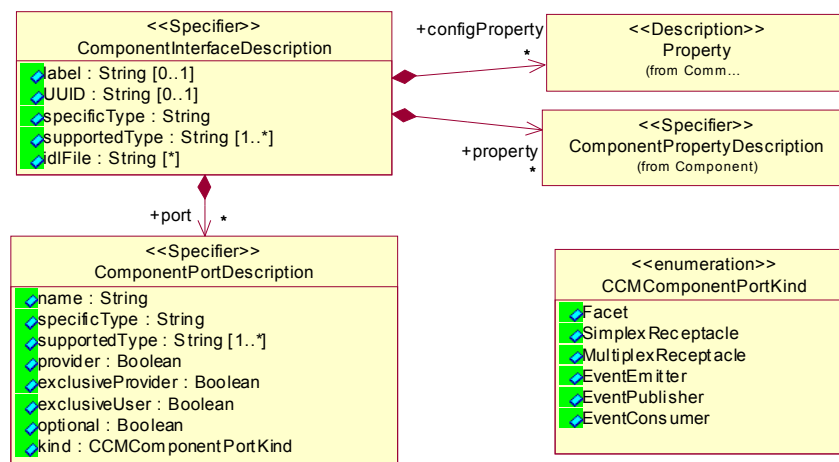 <<Specifier>>
ComponentInterfaceDescription
label : String [0..1]
UUID : String [0..1]
specificType : String
supportedType : String [1..*]
idlFile : String [*]
+configProperty
*
<<Description>>
Property
(from Comm...
+property
*
<<Specifier>>
ComponentPropertyDescription
(from Component)
+port
*
<<Specifier>>
ComponentPortDescription
name : String
specificType : String
supportedType : String [1..*]
provider : Boolean
exclusiveProvider : Boolean
exclusiveUser : Boolean
optional : Boolean
kind : CCMComponentPortKind
<<enumeration>>
CCMComponentPortKind
Facet
SimplexReceptacle
MultiplexReceptacle
EventEmitter
EventPublisher
EventConsumer